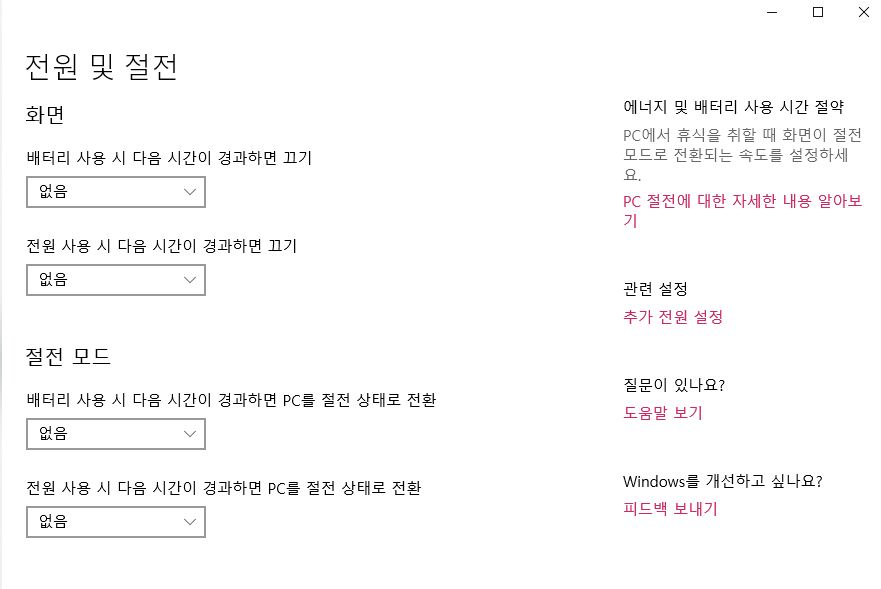 전원 및 절전
화면
배터리 사용 시 다음 시간이 경과하면 끄기
없음
전원 사용 시 다음 시간이 경과하면 끄기
없음
절전 모드
배터리 사용 시 다음 시간이 경과하면 PC를 절전 상태로 전환
없음
전원 사용 시 다음 시간이 경과하면 PC를 절전 상태로 전환
없음
에너지 및 배터리 사용 시간 절약
PC에서 휴식을 취할 때 화면이 절전
모드로 전환되는 속도를 설정하세
요.
PC 절전에 대한 자세한 내용 알아보
기
관련 설정
추가 전원 설정
질문이 있나요?
도움말 보기
Windows를 개선하고 싶나요?
피드백 보내기